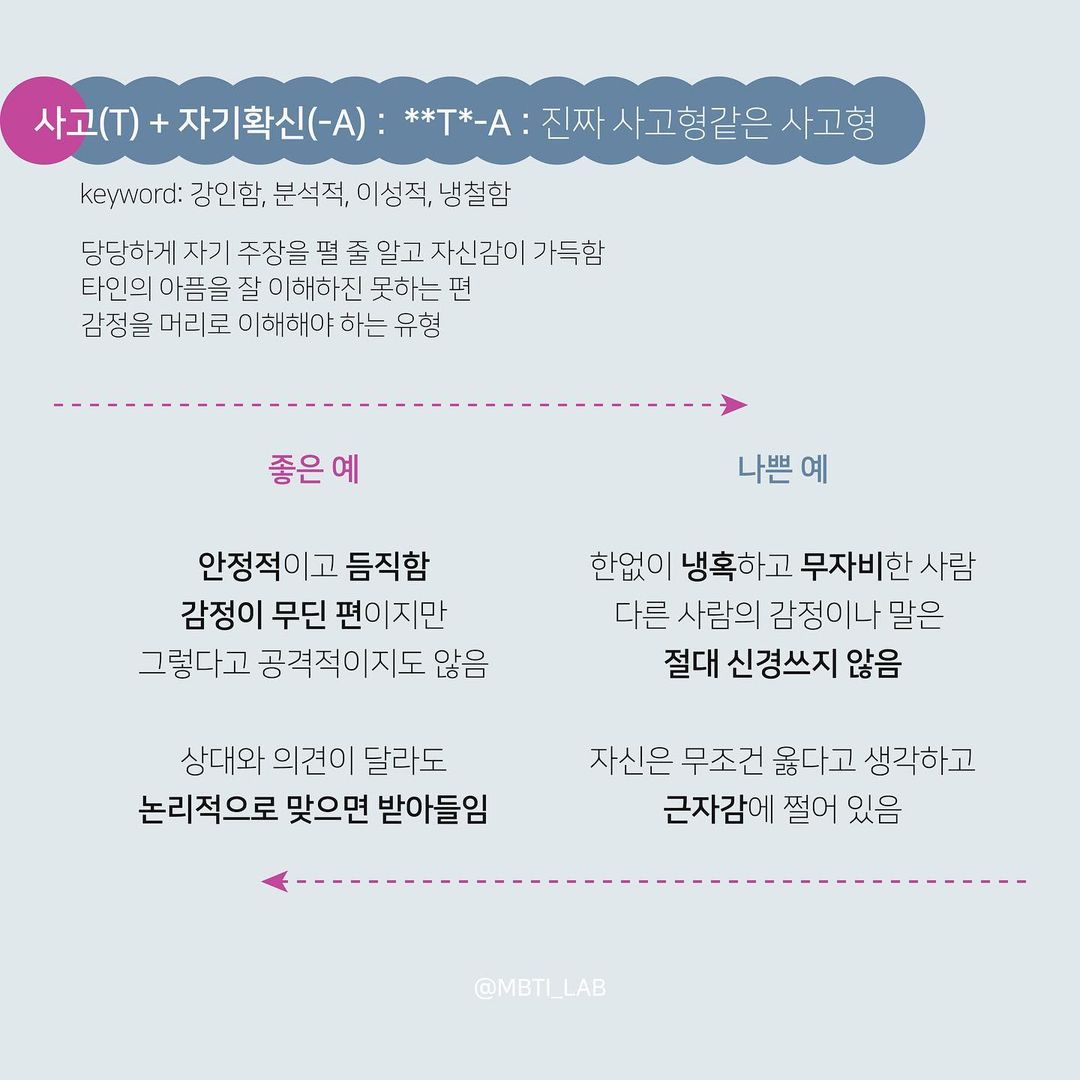 사고(T) + 자기확신(-A) : **T*-A : 진짜 사고형같은 사고형
keyword: 강인함, 분석적, 이성적, 냉철함
당당하게 자기 주장을 펼 줄 알고 자신감이 가득함
타인의 아픔을 잘 이해하진 못하는 편
감정을 머리로 이해해야 하는 유형
좋은 예
안정적이고 듬직함
감정이 무딘 편이지만
그렇다고 공격적이지도 않음
상대와 의견이 달라도
논리적으로 맞으면 받아들임
나쁜 예
한없이 냉혹하고 무자비한 사람
다른 사람의 감정이나 말은
절대 신경쓰지 않음
자신은 무조건 옳다고 생각하고
근자감에 쩔어 있음
@MBTI_LAB